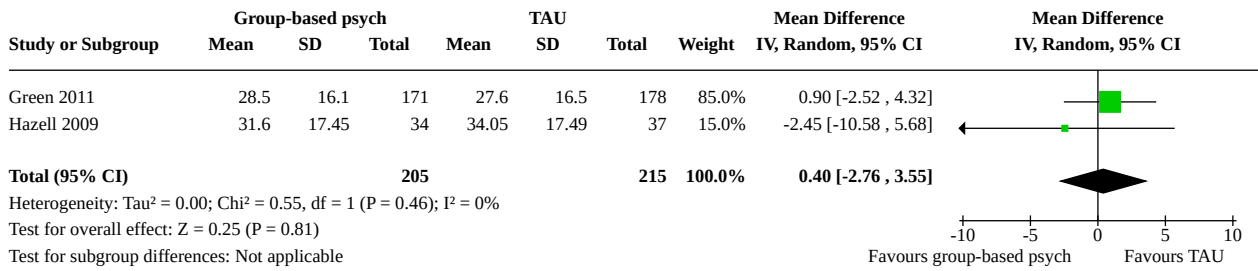 Group-based psych TAU Mean Difference Mean Difference
Study or Subgroup Mean SD Total Mean SD Total Weight IV, Random, 95% CI IV, Random, 95% CI
Green 2011 28.5 16.1 171 27.6 16.5 178 85.0% 0.90 [-2.52 , 4.32]
Hazell 2009 31.6 17.45 34 34.05 17.49 37 15.0% -2.45 [-10.58 , 5.68]
Total (95% CI) 205 215 100.0% 0.40 [-2.76 , 3.55]
Heterogeneity: Tau² = 0.00; Chi² = 0.55, df = 1 (P = 0.46); I² = 0%
Test for overall effect: Z = 0.25 (P = 0.81)
-10 -5 0 5 10
Test for subgroup differences: Not applicable
Favours group-based psych Favours TAU